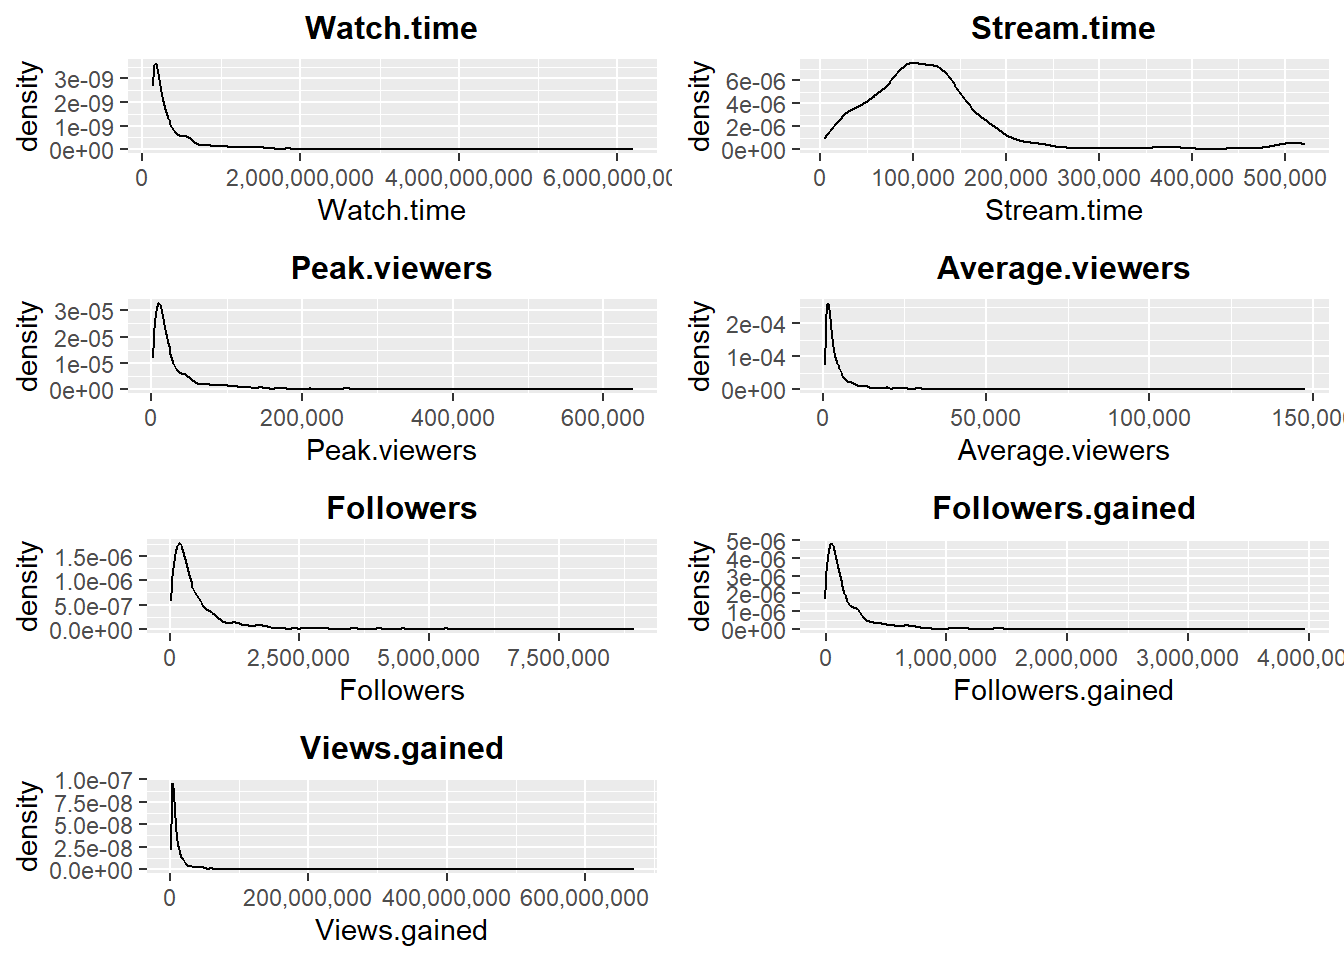 Watch.time
density
3e-09
2e-09
1e-09
0e+00
0 2,000,000,000 4,000,000,000 6,000,000,0
Watch.time
Stream.time
density
6e-06
4e-06
2e-06
0e+00
0 100,000 200,000 300,000 400,000 500,000
Stream.time
Peak.viewers
density
3e-05
2e-05
1e-05
0e+00
0 200,000 400,000 600,000
Peak.viewers
Average.viewers
density
2e-04
1e-04
0e+00
0 50,000 100,000 150,00
Average.viewers
Followers
density
1.5e-06
1.0e-06
5.0e-07
0.0e+00
0 2,500,000 5,000,000 7,500,000
Followers
Followers.gained
density
5e-06
4e-06
3e-06
2e-06
1e-06
0e+00
0 1,000,000 2,000,000 3,000,000 4,000,00
Followers.gained
Views.gained
density
1.0e-07
7.5e-08
5.0e-08
2.5e-08
0.0e+00
0 200,000,000 400,000,000 600,000,000
Views.gained